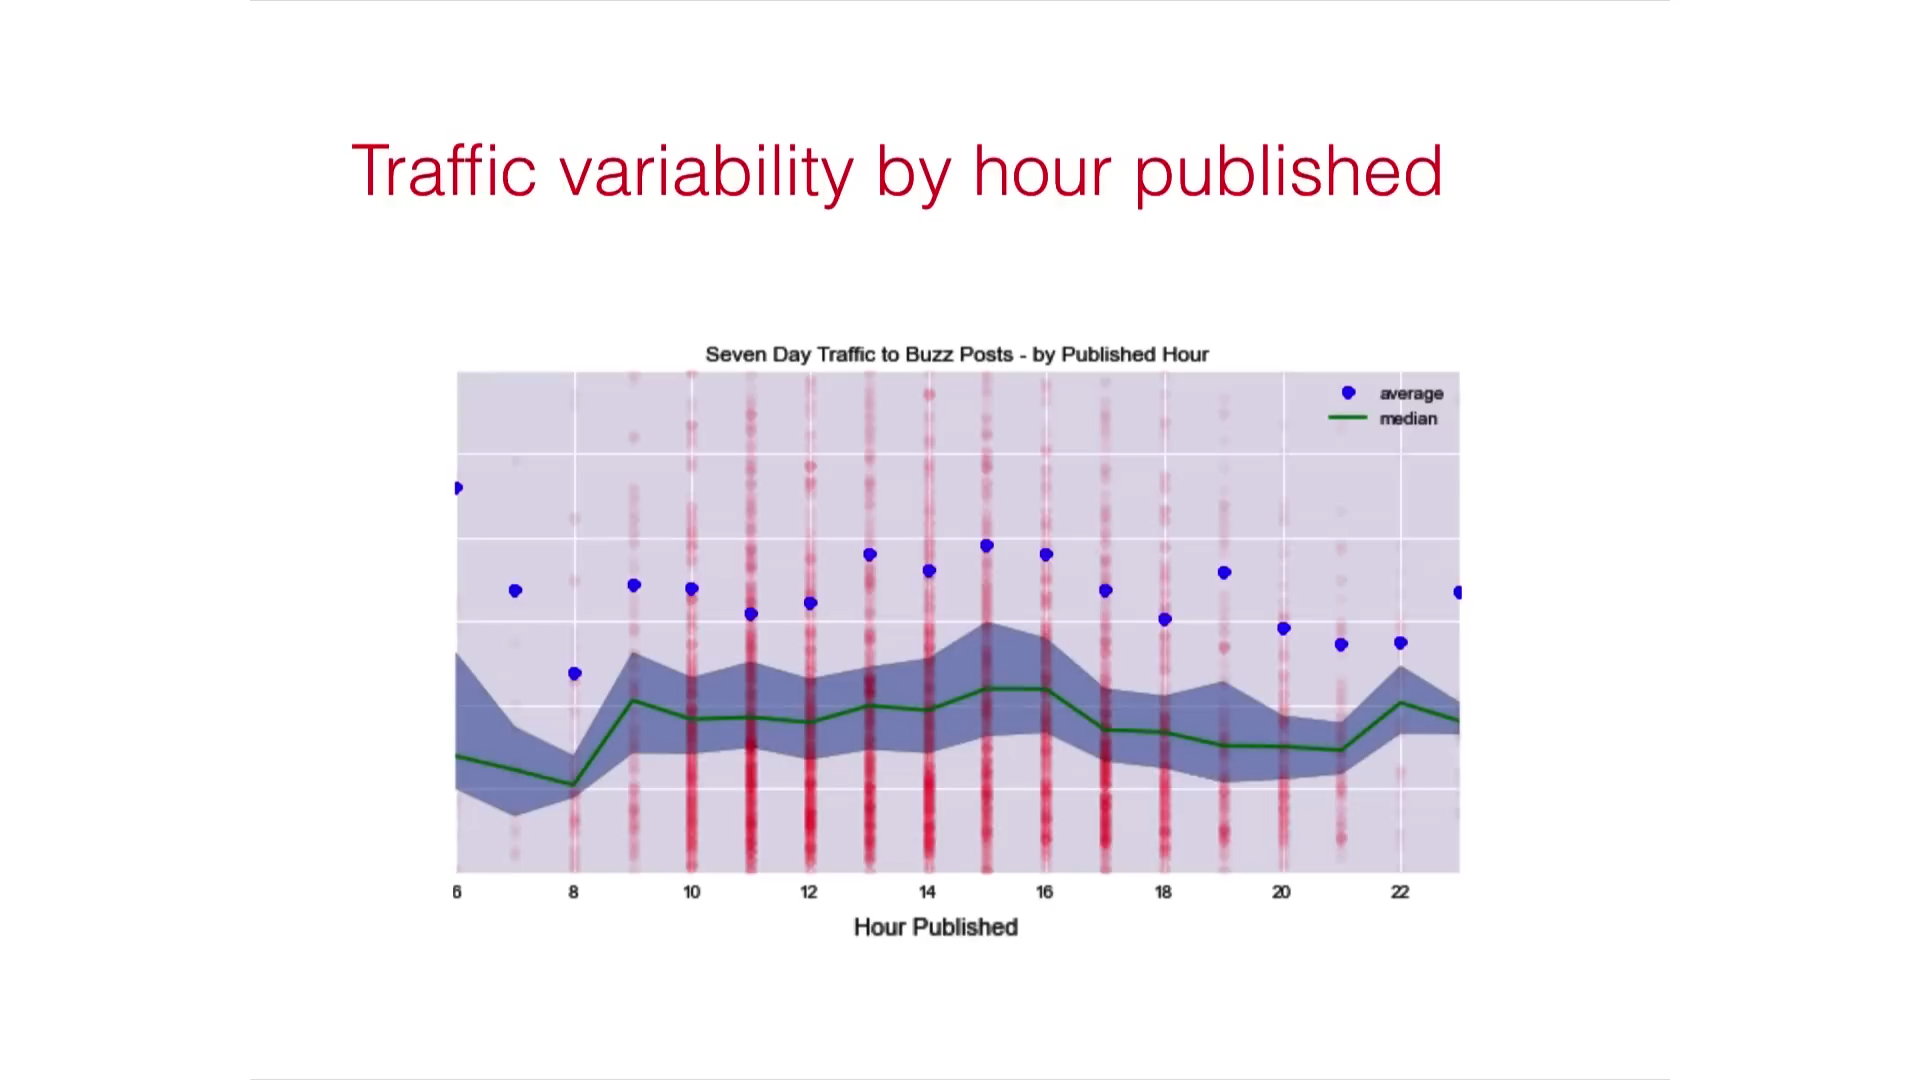 Traffic variability by hour published
Seven Day Traffic to Buzz Posts - by Published Hour
average
median
6 8 10 12 14 16 18 20 22
Hour Published